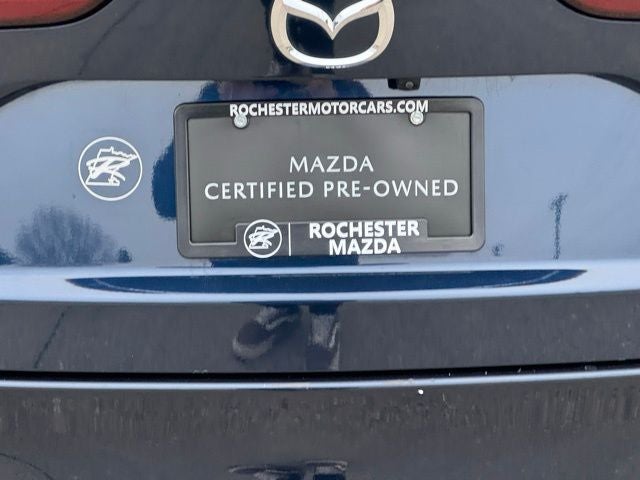 ROCHESTERMOTORCARS.COM
MAZDA
CERTIFIED PRE-OWNED
ROCHESTER
MAZDA